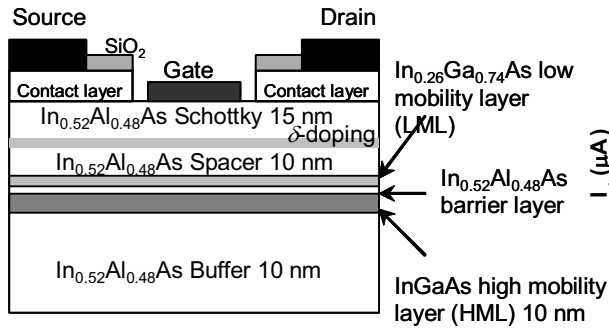 Source
Drain
SiO₂
Gate
Contact layer
Contact layer
In₀.₅₂Al₀.₄₈As Schottky 15 nm
δ-doping
In₀.₅₂Al₀.₄₈As Spacer 10 nm
In₀.₅₂Al₀.₄₈As Buffer 10 nm
In₀.₂₆Ga₀.₇₄As low
mobility layer
(LML)
In₀.₅₂Al₀.₄₈As
barrier layer
InGaAs high mobility
layer (HML) 10 nm
(μA)